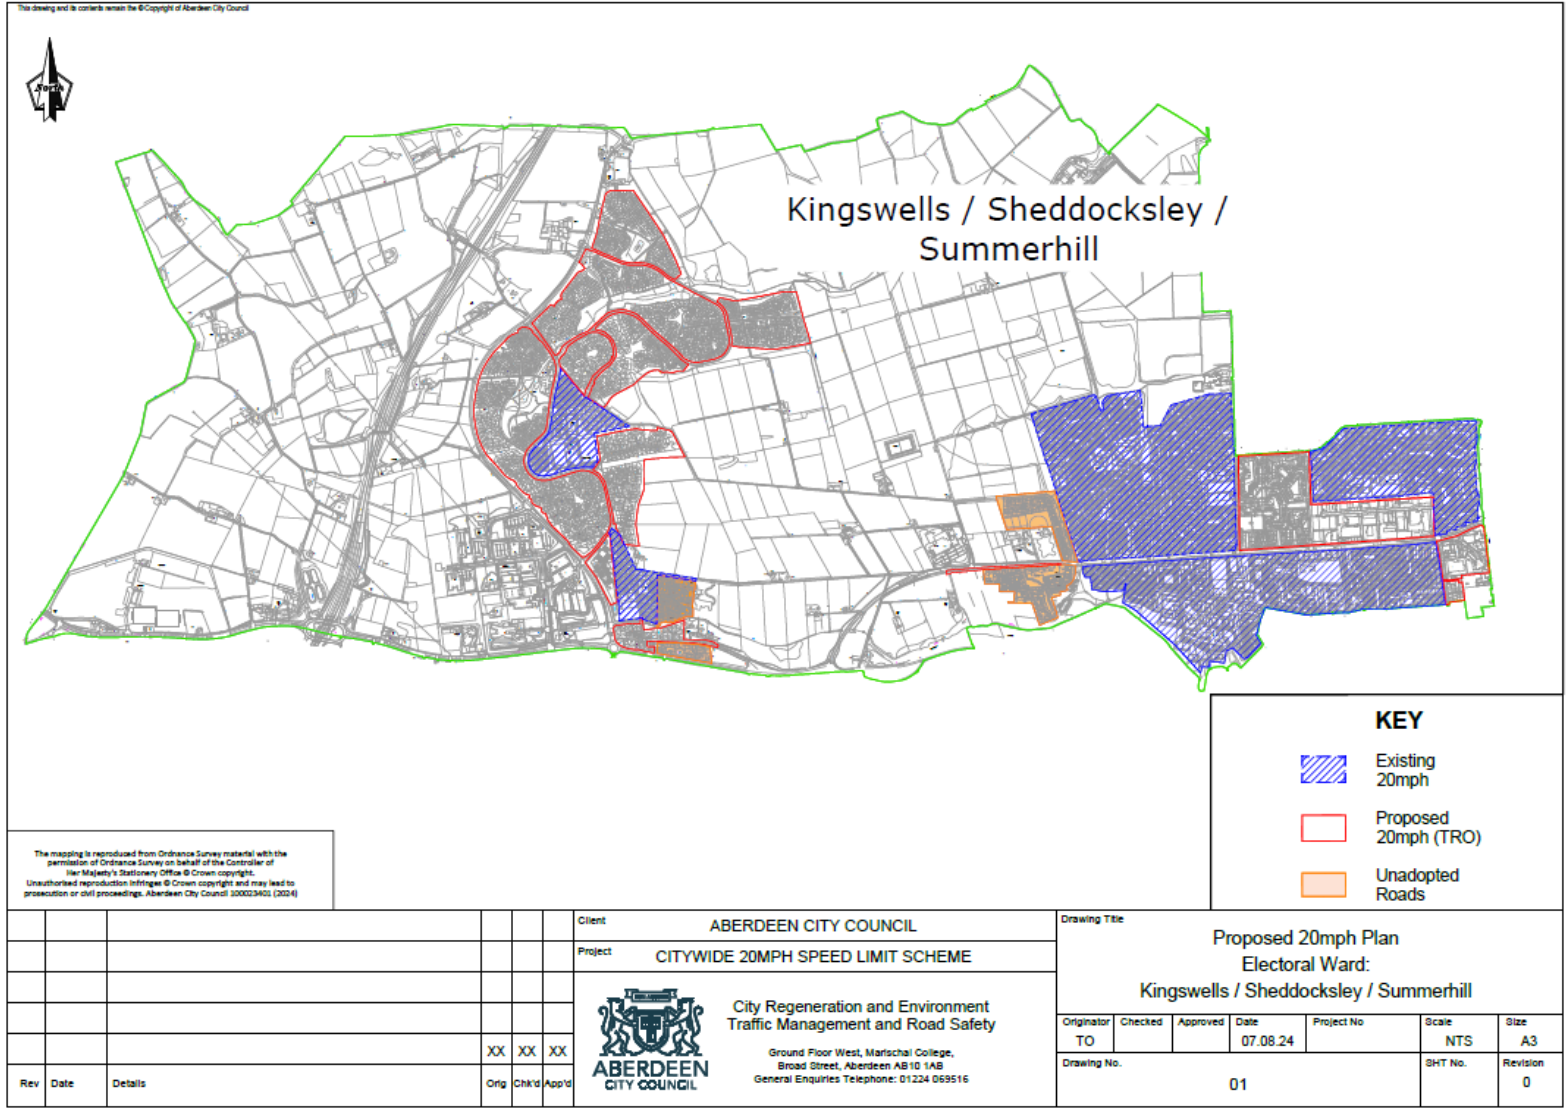 This drawing and its contents remain the © Copyright of Aberdeen City Council
North
Kingswells / Sheddocksley /
Summerhill
KEY
Existing
20mph
Proposed
20mph (TRO)
Unadopted
Roads
The mapping is reproduced from Ordnance Survey material with the
permission of Ordnance Survey on behalf of the Controller of
Her Majesty's Stationery Office © Crown copyright.
Unauthorised reproduction infringes © Crown copyright and may lead to
prosecution or civil proceedings. Aberdeen City Council 100023401 (2024)
XX XX XX
Rev Date Details Orig Chk'd App'd
Client
ABERDEEN CITY COUNCIL
Project
CITYWIDE 20MPH SPEED LIMIT SCHEME
ABERDEEN
CITY COUNCIL
City Regeneration and Environment
Traffic Management and Road Safety
Ground Floor West, Marischal College,
Broad Street, Aberdeen AB10 1AB
General Enquiries Telephone: 01224 069516
Drawing Title
Proposed 20mph Plan
Electoral Ward:
Kingswells / Sheddocksley / Summerhill
Originator Checked Approved Date Project No Scale Size
TO 07.08.24 NTS A3
Drawing No. SHT No. Revision
01 0